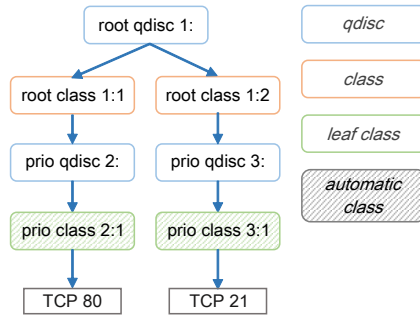 root qdisc 1:
qdisc
root class 1:1
root class 1:2
class
prio qdisc 2:
prio qdisc 3:
leaf class
prio class 2:1
prio class 3:1
automatic
class
TCP 80
TCP 21